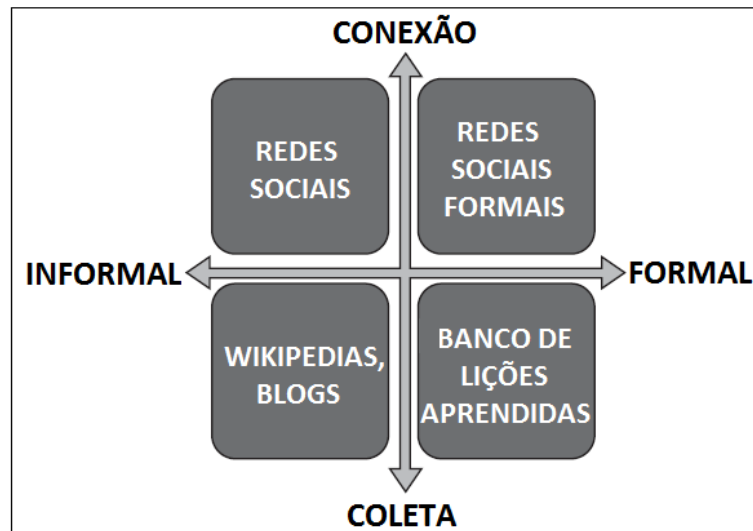 CONEXÃO
REDES
SOCIAIS
REDES
SOCIAIS
FORMAIS
INFORMAL
FORMAL
WIKIPEDIAS,
BLOGS
BANCO DE
LIÇÕES
APRENDIDAS
COLETA